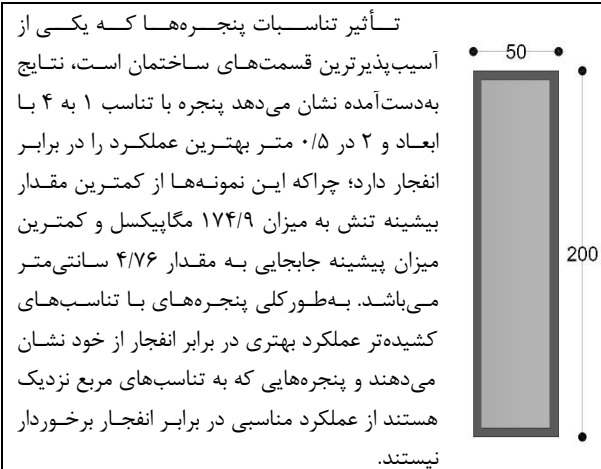 تأثیر تناسبات پنجره‌ها که یکی از
آسیب‌پذیرترین قسمت‌های ساختمان است، نتایج
به‌دست‌آمده نشان می‌دهد پنجره با تناسب ۱ به ۴ با
ابعاد و ۲ در ۰/۵ متر بهترین عملکرد را در برابر
انفجار دارد؛ چراکه این نمونه‌ها از کمترین مقدار
بیشینه تنش به میزان ۱۷۴/۹ مگاپیکسل و کمترین
میزان پیشینه جابجایی به مقدار ۴/۷۶ سانتی‌متر
می‌باشد. به‌طورکلی پنجره‌های با تناسب‌های
کشیده‌تر عملکرد بهتری در برابر انفجار از خود نشان
می‌دهند و پنجره‌هایی که به تناسب‌های مربع نزدیک
هستند از عملکرد مناسبی در برابر انفجار برخوردار
نیستند.
50
200